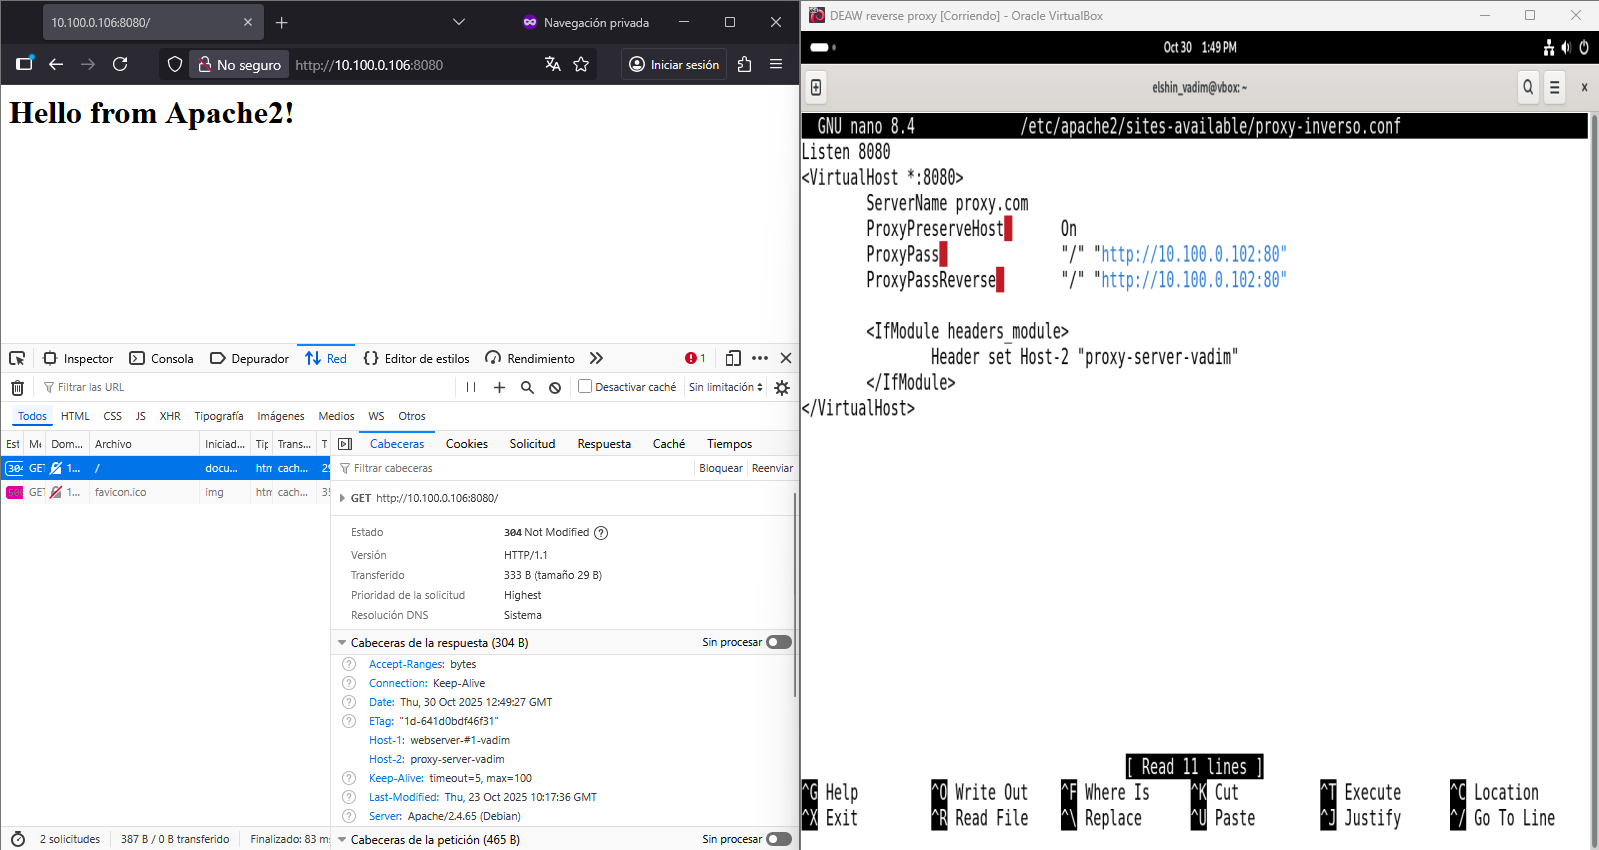 10.100.0.106:8080/
Navegación privada
No seguro
http://10.100.0.106:8080
Iniciar sesión
Hello from Apache2!
Inspector
Consola
Depurador
Red
Editor de estilos
Rendimiento
1
Filtrar las URL
Desactivar caché
Sin limitación
Todos
HTML
CSS
JS
XHR
Tipografía
Imágenes
Medios
WS
Otros
Est
Mé
Dom...
Archivo
Iniciad...
Tip
Trans...
T
304
GET
1...
/
docu...
htm
cach...
29
GET
1...
favicon.ico
img
htm
cach...
35
Cabeceras
Cookies
Solicitud
Respuesta
Caché
Tiempos
Filtrar cabeceras
Bloquear
Reenviar
GET http://10.100.0.106:8080/
Estado 304 Not Modified
Versión HTTP/1.1
Transferido 333 B (tamaño 29 B)
Prioridad de la solicitud Highest
Resolución DNS Sistema
Cabeceras de la respuesta (304 B)
Sin procesar
Accept-Ranges: bytes
Connection: Keep-Alive
Date: Thu, 30 Oct 2025 12:49:27 GMT
ETag: "1d-641d0bdf46f31"
Host-1: webserver-#1-vadim
Host-2: proxy-server-vadim
Keep-Alive: timeout=5, max=100
Last-Modified: Thu, 23 Oct 2025 10:17:36 GMT
Server: Apache/2.4.65 (Debian)
Cabeceras de la petición (465 B)
Sin procesar
2 solicitudes
387 B / 0 B transferido
Finalizado: 83 ms
DEAW reverse proxy [Corriendo] - Oracle VirtualBox
Oct 30 1:49 PM
elshin_vadim@vbox: ~
GNU nano 8.4 /etc/apache2/sites-available/proxy-inverso.conf
Listen 8080
<VirtualHost *:8080>
ServerName proxy.com
ProxyPreserveHost On
ProxyPass "/" "http://10.100.0.102:80"
ProxyPassReverse "/" "http://10.100.0.102:80"
<IfModule headers_module>
Header set Host-2 "proxy-server-vadim"
</IfModule>
</VirtualHost>
[ Read 11 lines ]
^G Help ^O Write Out ^F Where Is ^K Cut ^T Execute ^C Location
^X Exit ^R Read File ^\ Replace ^U Paste ^J Justify ^/ Go To Line